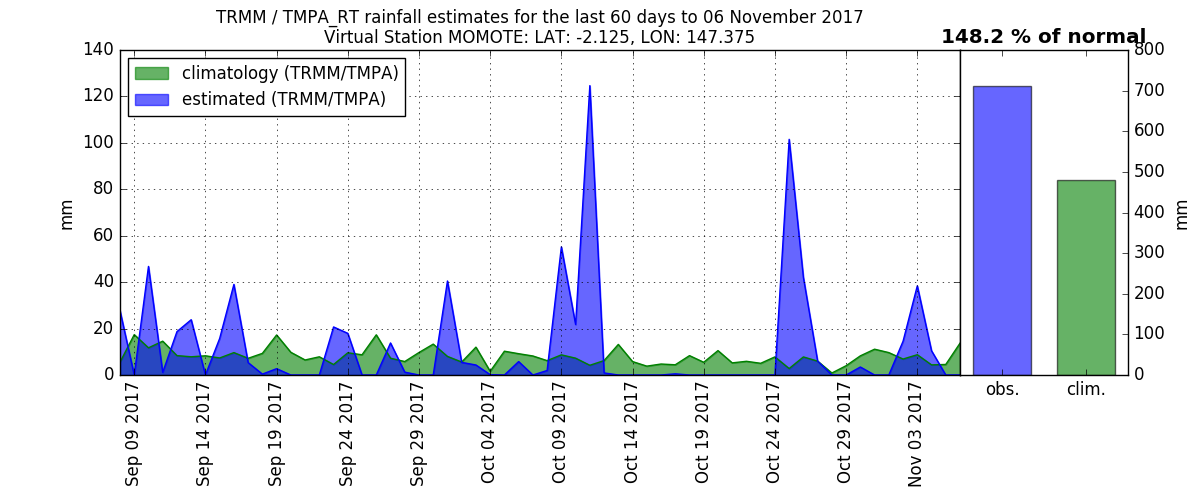 TRMM / TMPA_RT rainfall estimates for the last 60 days to 06 November 2017
Virtual Station MOMOTE: LAT: -2.125, LON: 147.375
148.2 % of normal
climatology (TRMM/TMPA)
estimated (TRMM/TMPA)
140
120
100
80
60
40
20
0
mm
Sep 09 2017
Sep 14 2017
Sep 19 2017
Sep 24 2017
Sep 29 2017
Oct 04 2017
Oct 09 2017
Oct 14 2017
Oct 19 2017
Oct 24 2017
Oct 29 2017
Nov 03 2017
800
700
600
500
400
300
200
100
0
mm
obs.
clim.